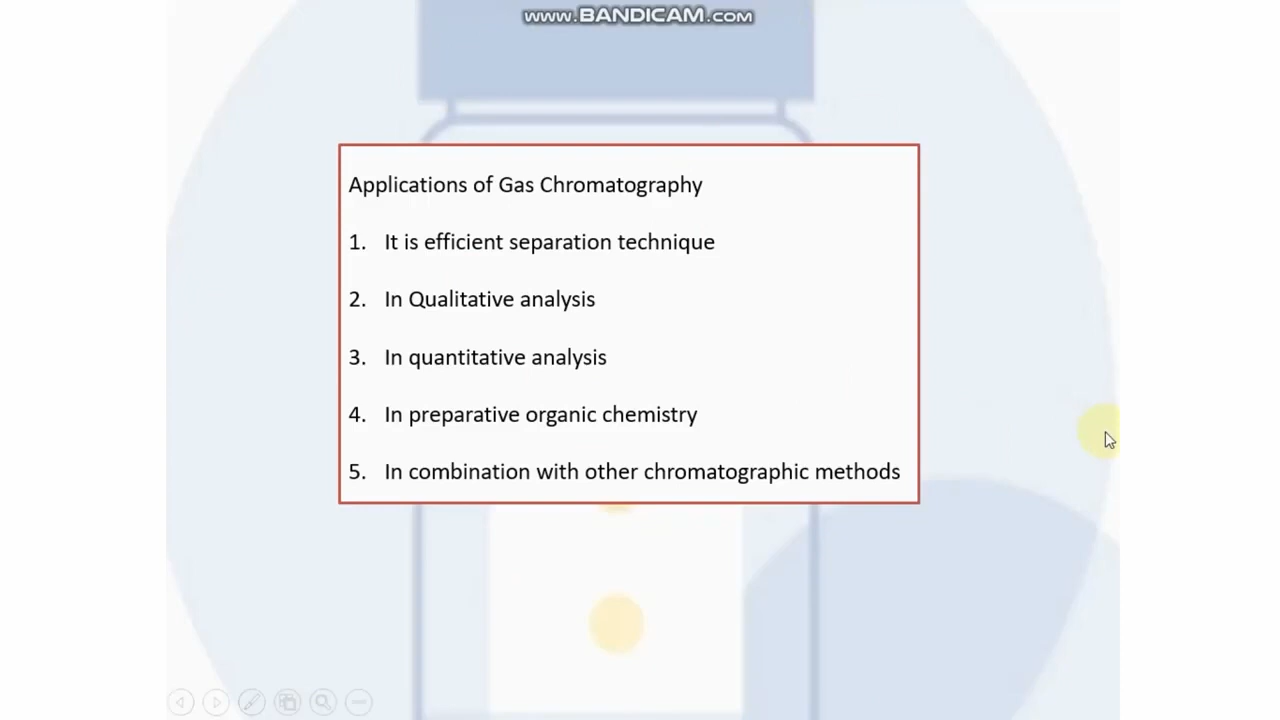 www.BANDICAM.com
Applications of Gas Chromatography
1. It is efficient separation technique
2. In Qualitative analysis
3. In quantitative analysis
4. In preparative organic chemistry
5. In combination with other chromatographic methods